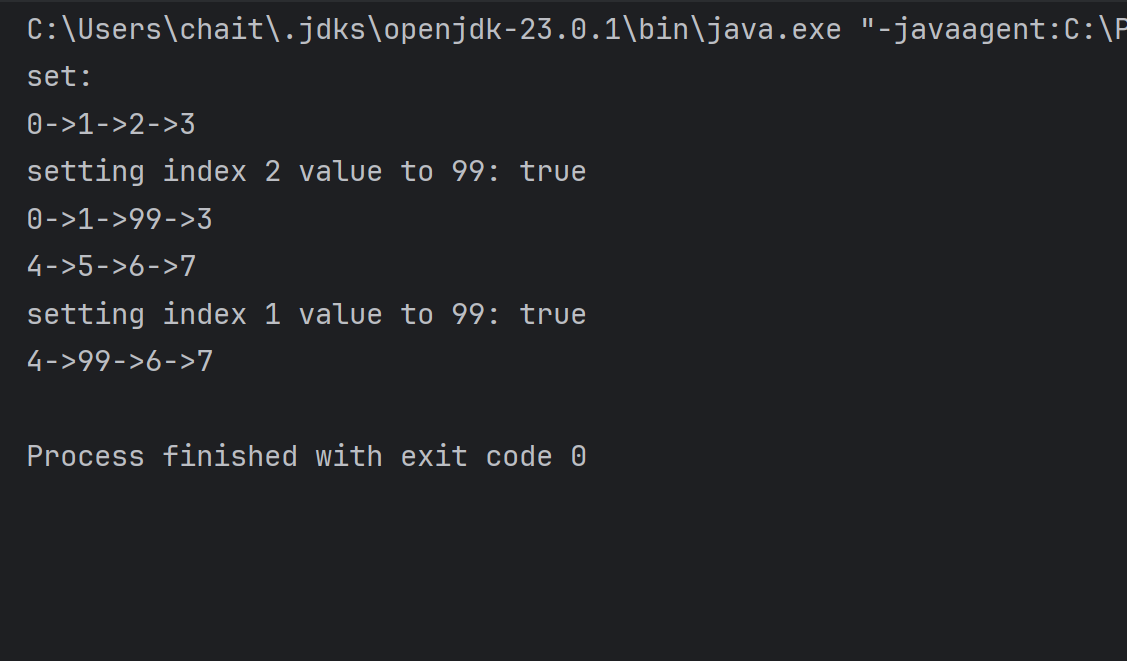 C:\Users\chait\.jdks\openjdk-23.0.1\bin\java.exe "-javaagent:C:\P
set:
0->1->2->3
setting index 2 value to 99: true
0->1->99->3
4->5->6->7
setting index 1 value to 99: true
4->99->6->7
Process finished with exit code 0